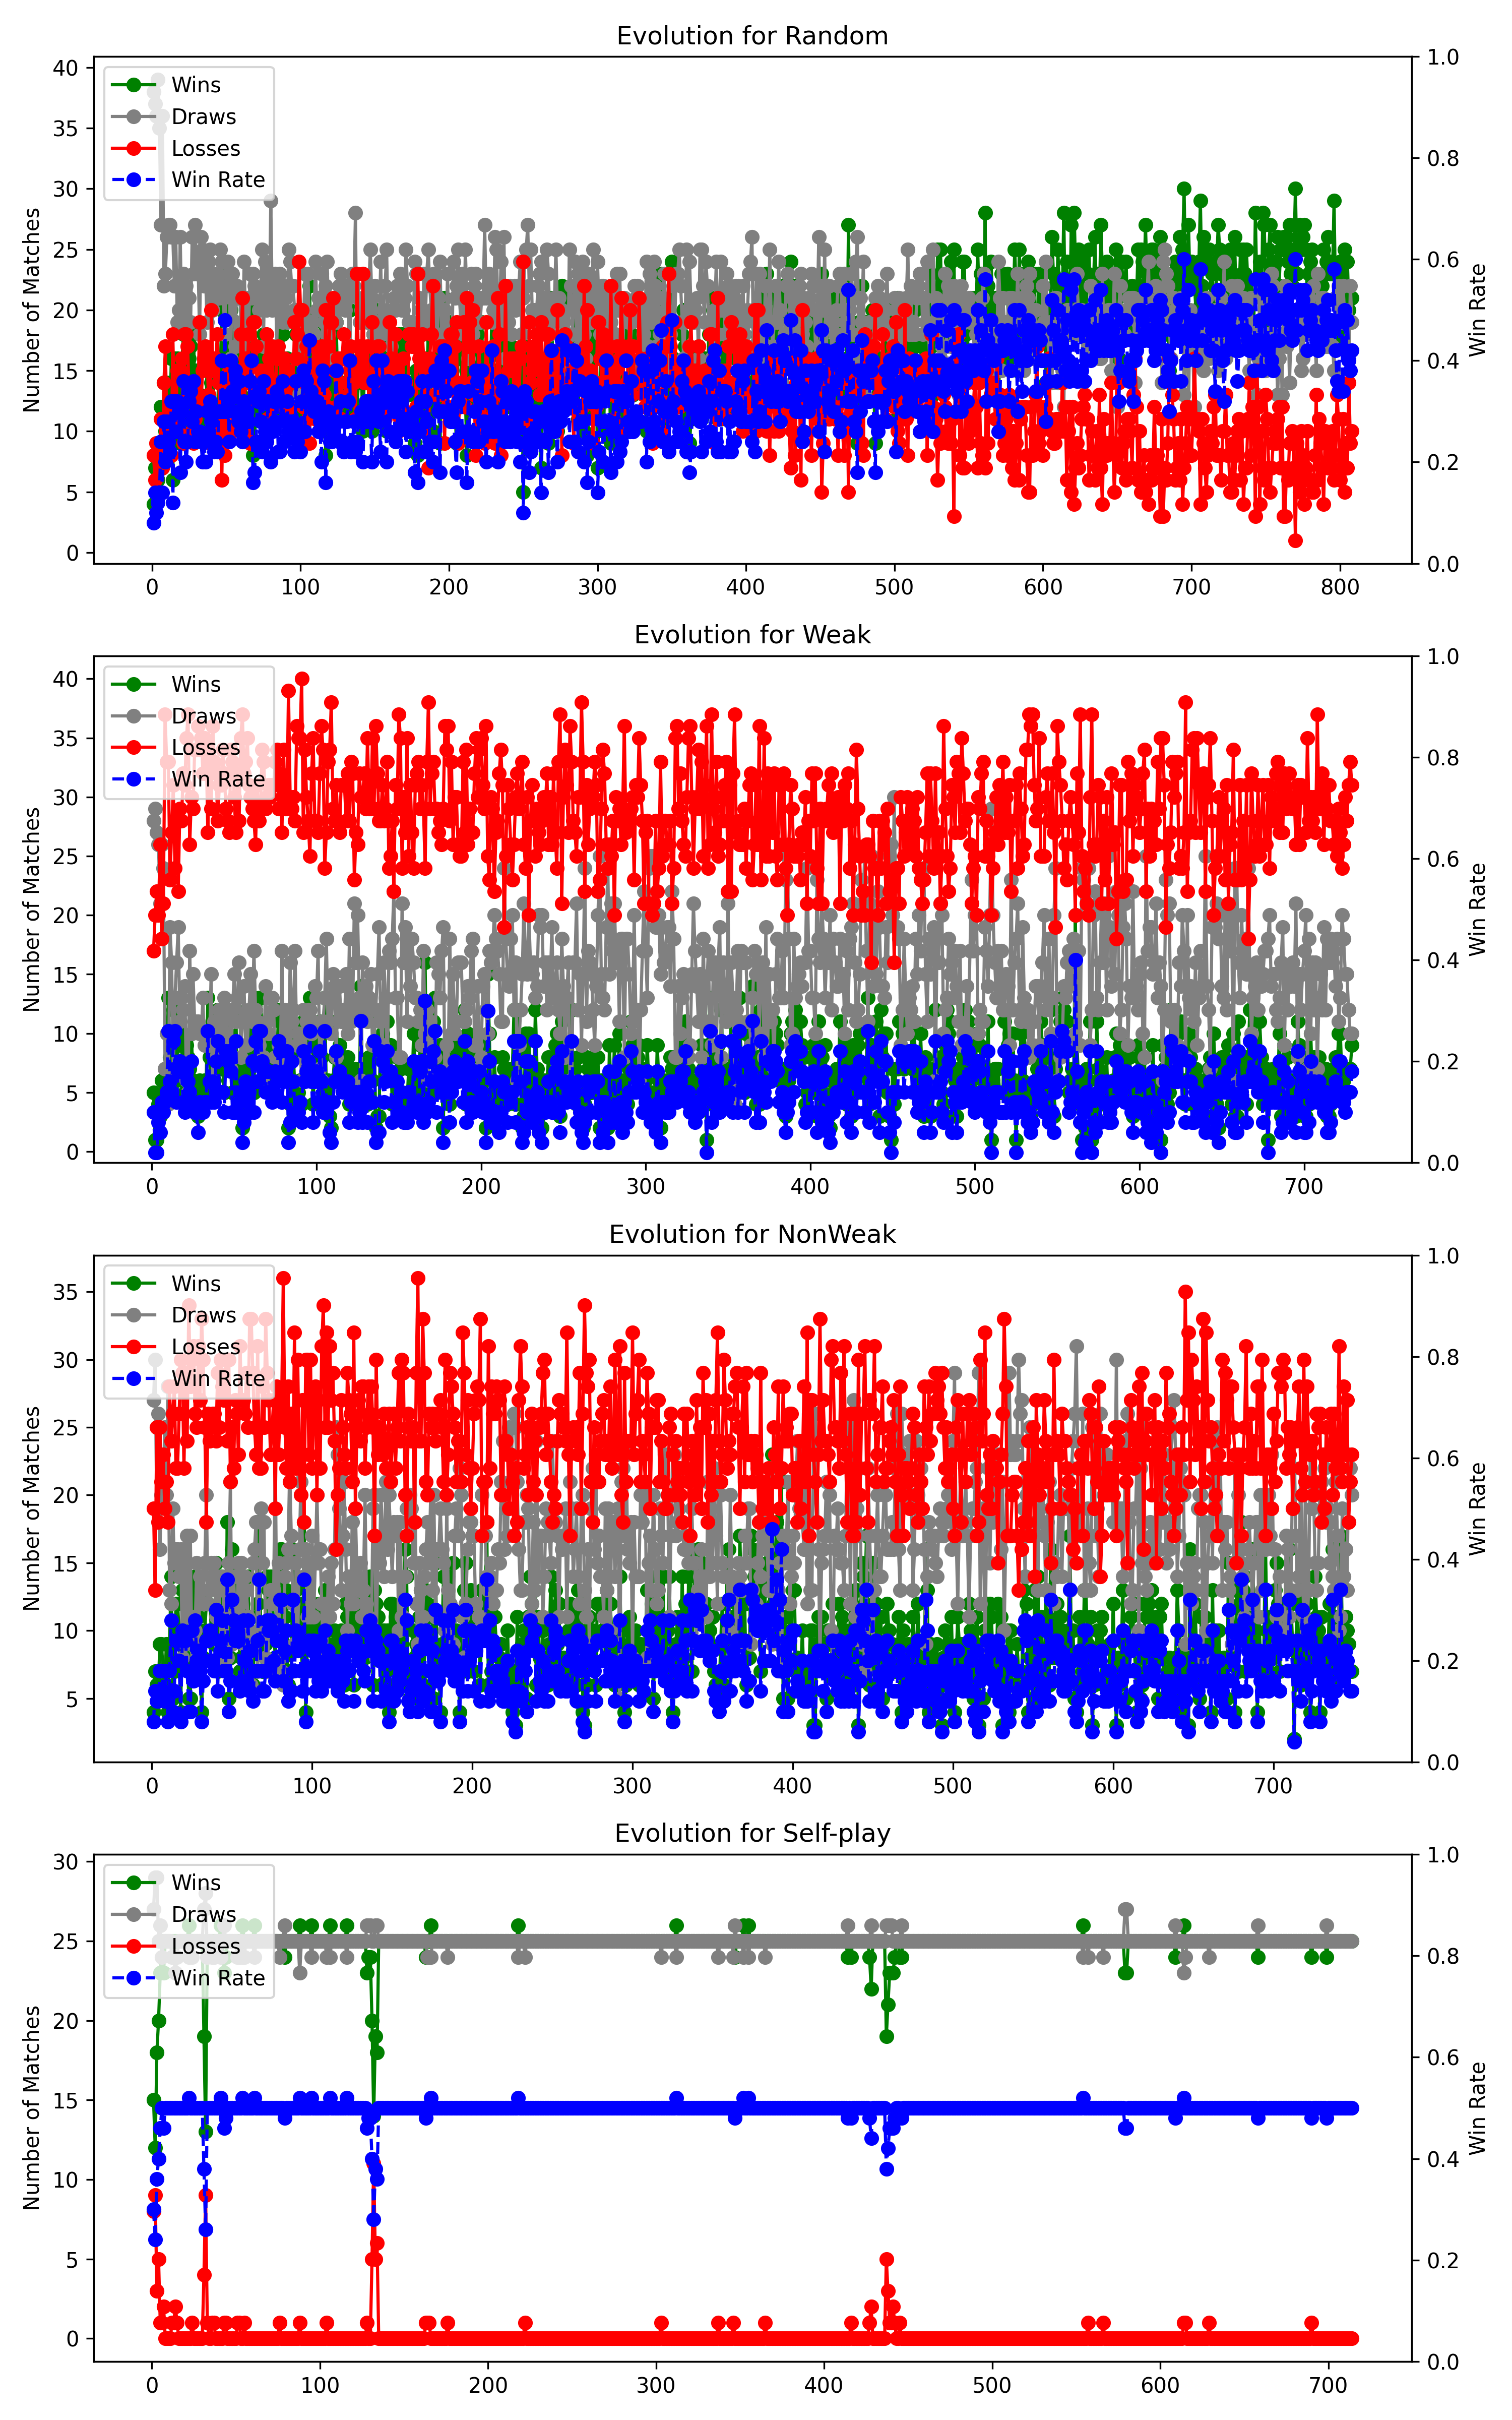 Evolution for Random
Number of Matches
Win Rate
40
35
30
25
20
15
10
5
0
1.0
0.8
0.6
0.4
0.2
0.0
Wins
Draws
Losses
Win Rate
0 100 200 300 400 500 600 700 800
Evolution for Weak
Number of Matches
Win Rate
40
35
30
25
20
15
10
5
0
1.0
0.8
0.6
0.4
0.2
0.0
Wins
Draws
Losses
Win Rate
0 100 200 300 400 500 600 700
Evolution for NonWeak
Number of Matches
Win Rate
35
30
25
20
15
10
5
1.0
0.8
0.6
0.4
0.2
0.0
Wins
Draws
Losses
Win Rate
0 100 200 300 400 500 600 700
Evolution for Self-play
Number of Matches
Win Rate
30
25
20
15
10
5
0
1.0
0.8
0.6
0.4
0.2
0.0
Wins
Draws
Losses
Win Rate
0 100 200 300 400 500 600 700